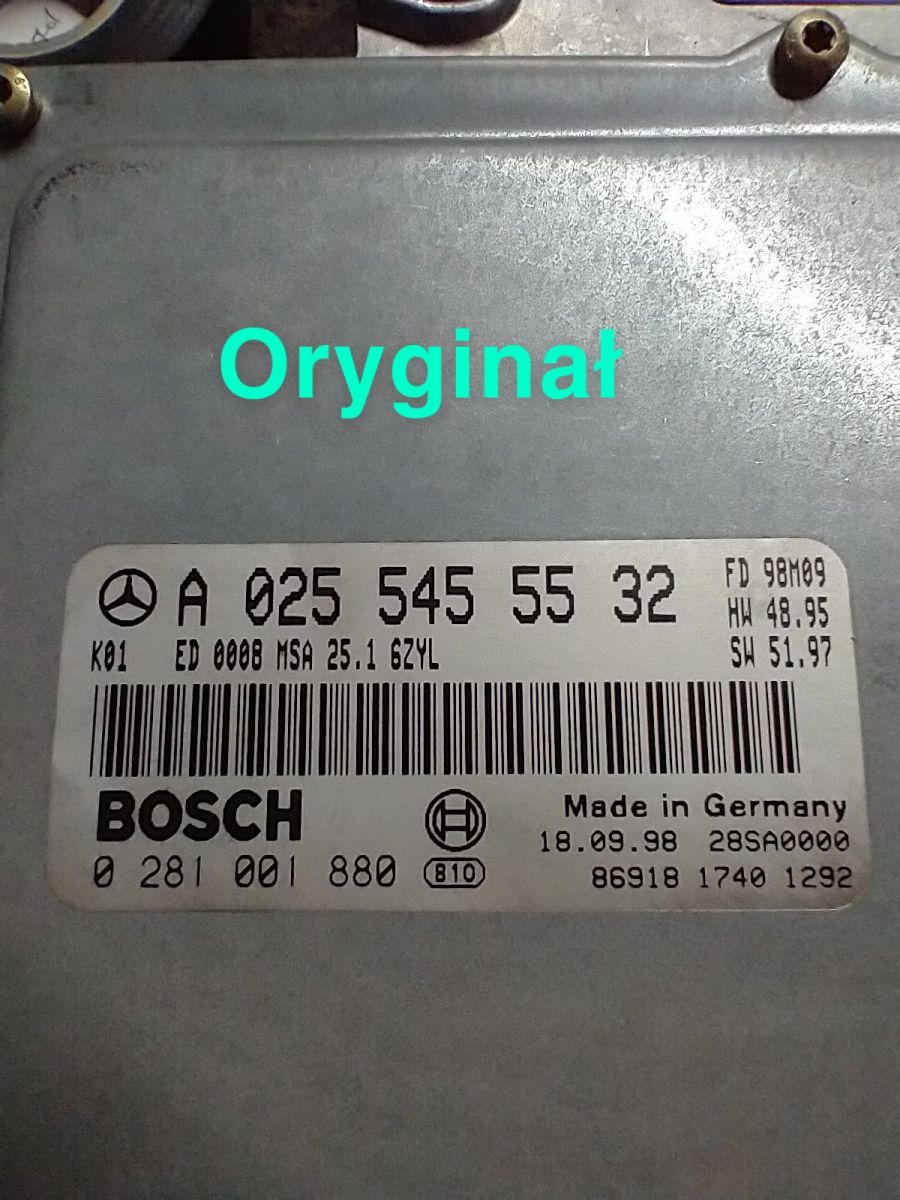 Oryginał
A 025 545 55 32
FD 98M09
HW 48.95
K01 ED 0008 MSA 25.1 6ZYL
SW 51.97
BOSCH
Made in Germany
18.09.98 28SA0000
0 281 001 880 810
86918 1740 1292